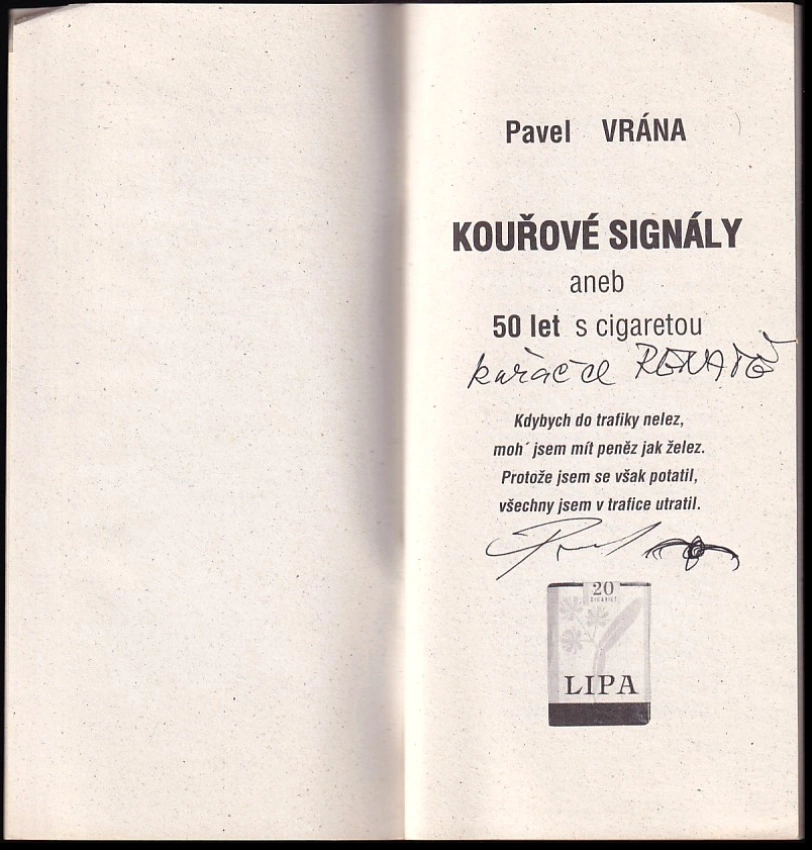 Pavel VRÁNA
KOUŘOVÉ SIGNÁLY
aneb
50 let s cigaretou
kuřačce RENATĚ
Kdybych do trafiky nelez,
moh´ jsem mít peněz jak želez.
Protože jsem se však potatil,
všechny jsem v trafice utratil.
20
CIGARET
LIPA